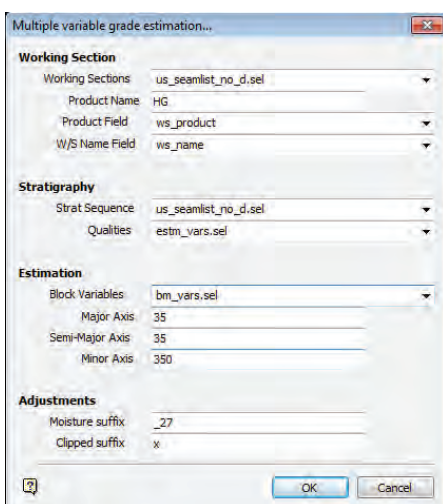 Multiple variable grade estimation...
Working Section
Working Sections us_seamlist_no_d.sel
Product Name HG
Product Field ws_product
W/S Name Field ws_name
Stratigraphy
Strat Sequence us_seamlist_no_d.sel
Qualities estm_vars.sel
Estimation
Block Variables bm_vars.sel
Major Axis 35
Semi-Major Axis 35
Minor Axis 350
Adjustments
Moisture suffix _27
Clipped suffix x
? OK Cancel